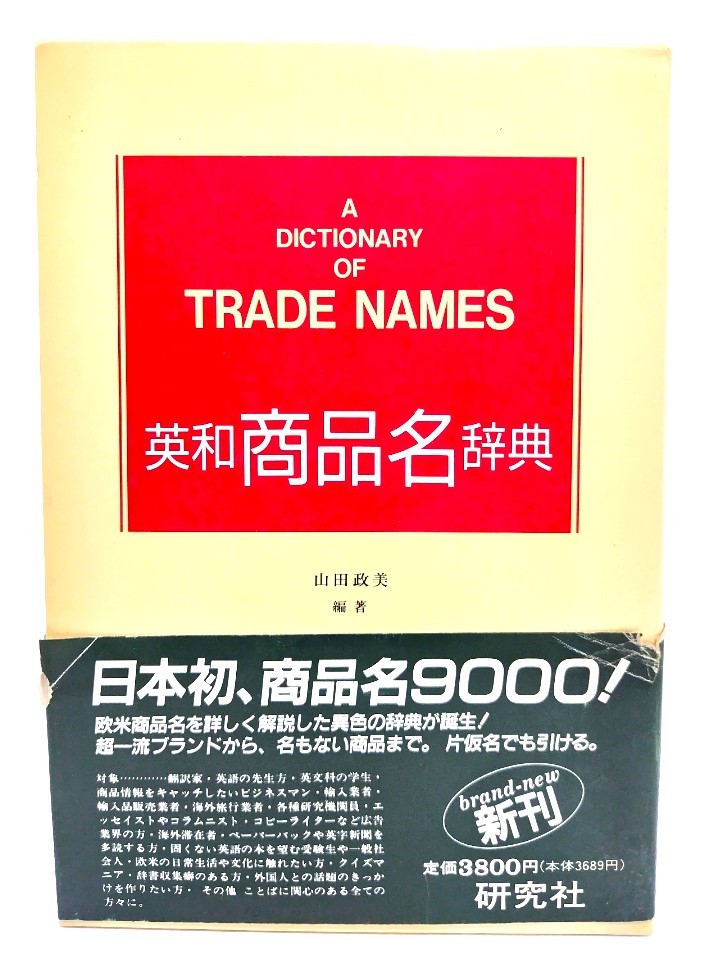 A
DICTIONARY
OF
TRADE NAMES
英和商品名辞典
山田政美
編著
日本初、商品名9000!
欧米商品名を詳しく解説した異色の辞典が誕生!
超一流ブランドから、名もない商品まで。片仮名でも引ける。
対象…………翻訳家・英語の先生方・英文科の学生・
商品情報をキャッチしたいビジネスマン・輸入業者・
輸入品販売業者・海外旅行業者・各種研究機関員・エ
ッセイストやコラムニスト・コピーライターなど広告
業界の方・海外滞在者・ペーパーバックや英字新聞を
多読する方・固くない英語の本を望む受験生や一般社
会人・欧米の日常生活や文化に触れたい方・クイズマ
ニア・辞書収集癖のある方・外国人との話題のきっか
けを作りたい方・その他 ことばに関心のある全ての
方々に。
brand-new
新刊
定価3800円(本体3689円)
研究社